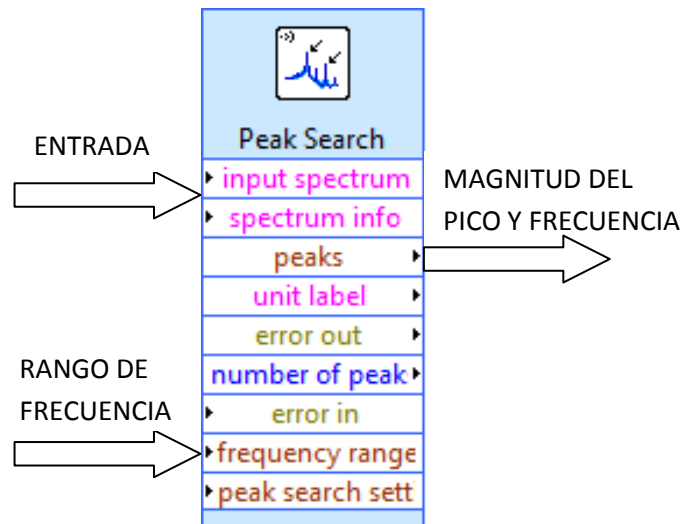 Peak Search
ENTRADA
input spectrum
spectrum info
peaks
unit label
error out
number of peak
error in
frequency range
peak search sett
MAGNITUD DEL
PICO Y FRECUENCIA
RANGO DE
FRECUENCIA